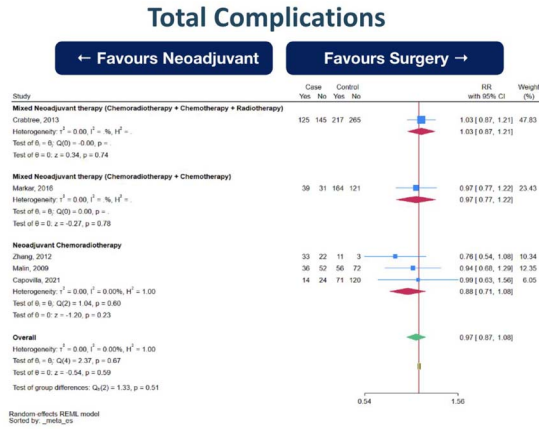 Total Complications
← Favours Neoadjuvant
Favours Surgery →
Case Control RR Weight
Study Yes No Yes No with 95% CI (%)
Mixed Neoadjuvant therapy (Chemoradiotherapy + Chemotherapy + Radiotherapy)
Crabtree, 2013 125 145 217 265 1.03 [ 0.87, 1.21] 47.83
Heterogeneity: τ² = 0.00, I² = .%, H² = . 1.03 [ 0.87, 1.21]
Test of θᵢ = θⱼ: Q(0) = -0.00, p = .
Test of θ = 0: z = 0.34, p = 0.74
Mixed Neoadjuvant therapy (Chemoradiotherapy + Chemotherapy)
Markar, 2016 39 31 164 121 0.97 [ 0.77, 1.22] 23.43
Heterogeneity: τ² = 0.00, I² = .%, H² = . 0.97 [ 0.77, 1.22]
Test of θᵢ = θⱼ: Q(0) = 0.00, p = .
Test of θ = 0: z = -0.27, p = 0.78
Neoadjuvant Chemoradiotherapy
Zhang, 2012 33 22 11 3 0.76 [ 0.54, 1.08] 10.34
Malin, 2009 36 52 56 72 0.94 [ 0.68, 1.29] 12.35
Capovilla, 2021 14 24 71 120 0.99 [ 0.63, 1.56] 6.05
Heterogeneity: τ² = 0.00, I² = 0.00%, H² = 1.00 0.88 [ 0.71, 1.08]
Test of θᵢ = θⱼ: Q(2) = 1.04, p = 0.60
Test of θ = 0: z = -1.20, p = 0.23
Overall 0.97 [ 0.87, 1.08]
Heterogeneity: τ² = 0.00, I² = 0.00%, H² = 1.00
Test of θᵢ = θⱼ: Q(4) = 2.37, p = 0.67
Test of θ = 0: z = -0.54, p = 0.59
Test of group differences: Q_b(2) = 1.33, p = 0.51
0.54 1.56
Random-effects REML model
Sorted by: _meta_es